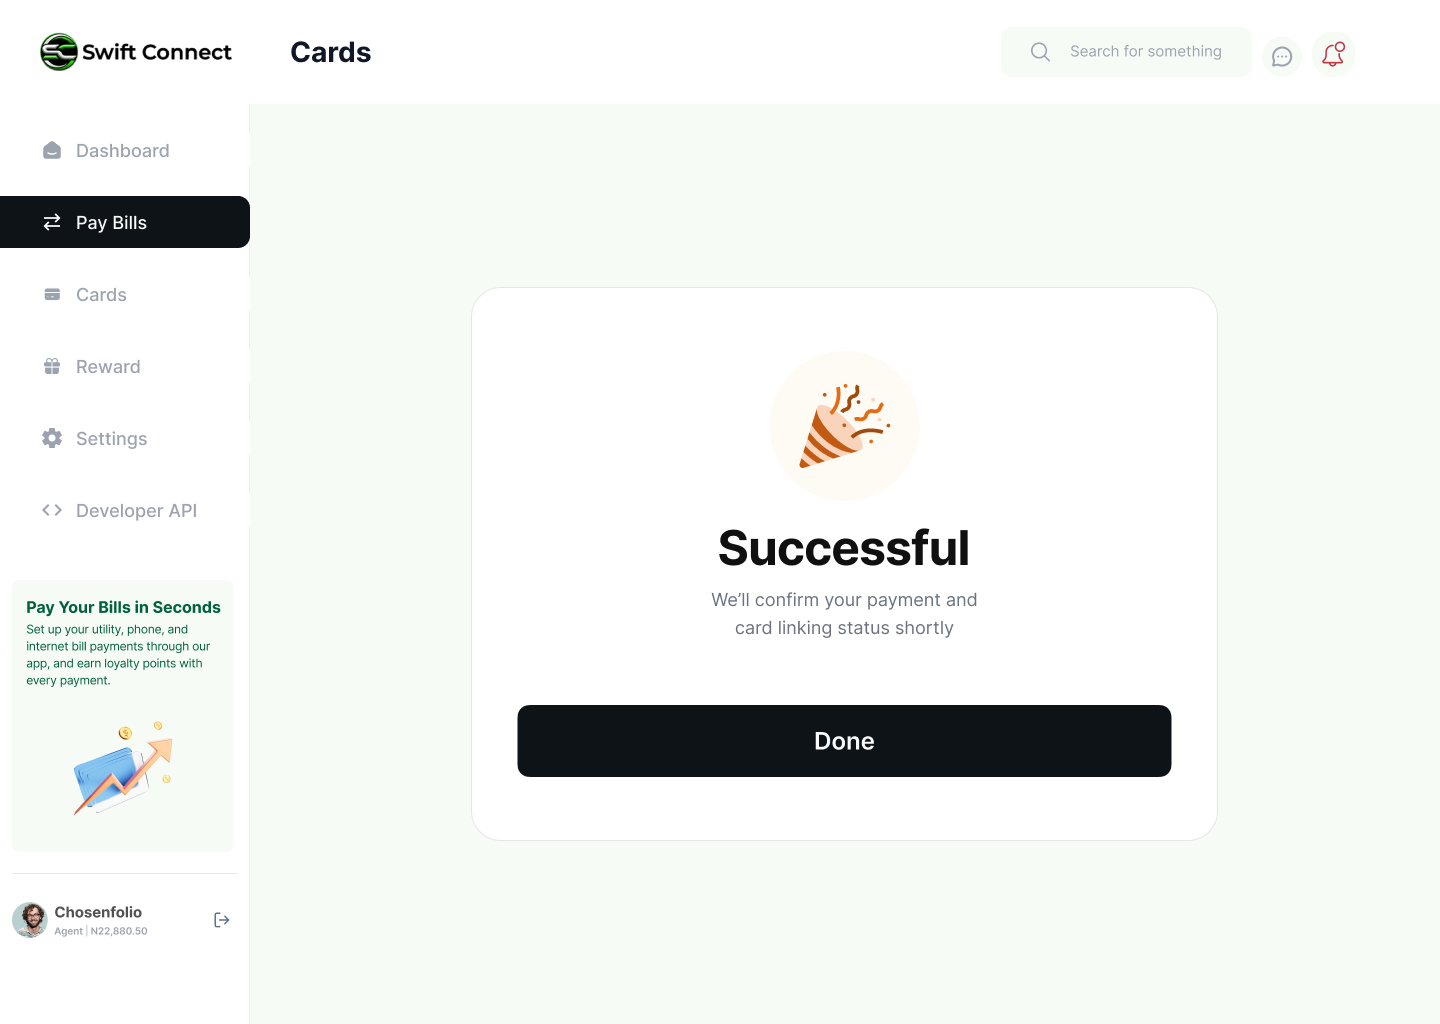 Swift Connect
Cards
Search for something
Dashboard
Pay Bills
Cards
Reward
Settings
Developer API
Pay Your Bills in Seconds
Set up your utility, phone, and
internet bill payments through our
app, and earn loyalty points with
every payment.
Chosenfolio
Agent | N22,880.50
Successful
We’ll confirm your payment and
card linking status shortly
Done